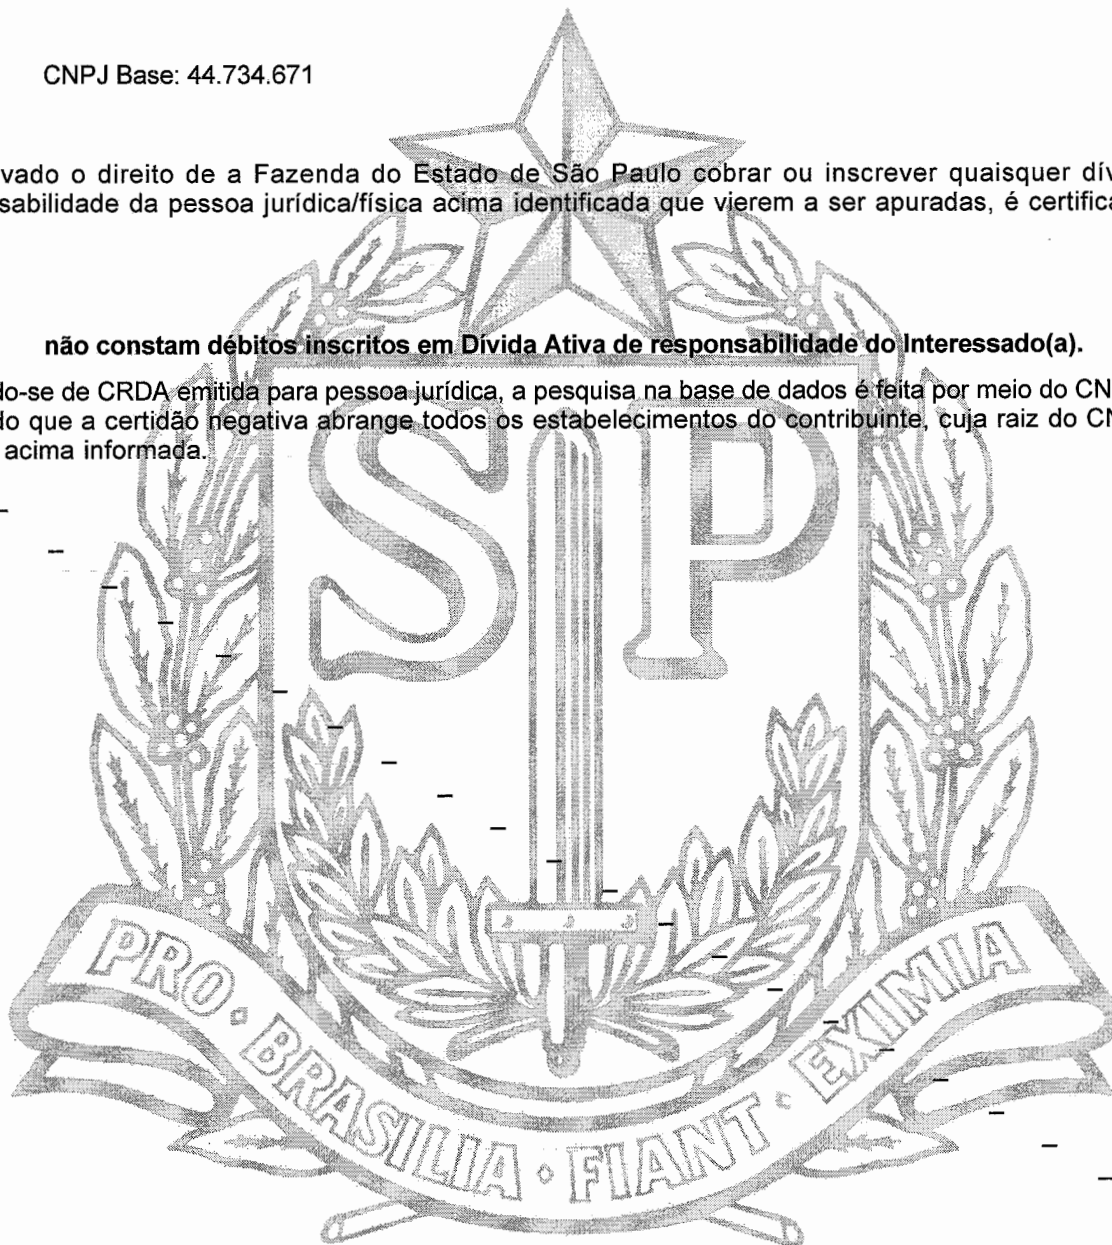 CNPJ Base: 44.734.671
vado o direito de a Fazenda do Estado de São Paulo cobrar ou inscrever quaisquer dív
sabilidade da pessoa jurídica/física acima identificada que vierem a ser apuradas, é certifica
não constam débitos inscritos em Dívida Ativa de responsabilidade do Interessado(a).
do-se de CRDA emitida para pessoa jurídica, a pesquisa na base de dados é feita por meio do CN
do que a certidão negativa abrange todos os estabelecimentos do contribuinte, cuja raiz do CN
acima informada.
SP
PRO · BRASILIA · FIANT · EXIMIA